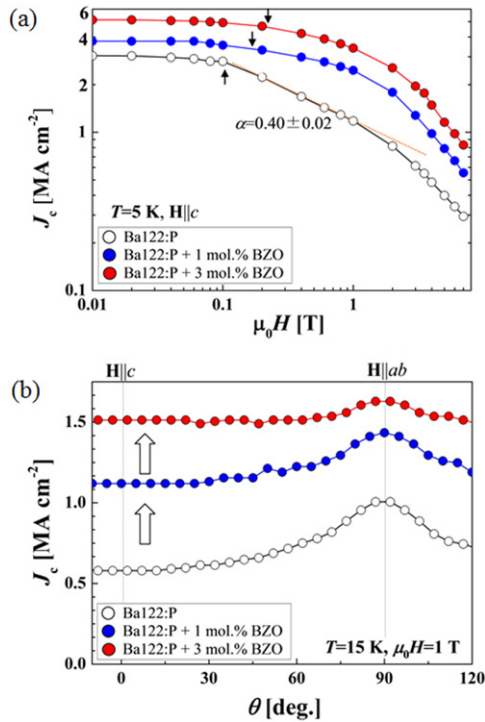 (a)
6
4
2
1
0.1
J_c [MA cm⁻²]
α=0.40±0.02
T=5 K, H||c
Ba122:P
Ba122:P + 1 mol.% BZO
Ba122:P + 3 mol.% BZO
0.01 0.1 1
μ₀H [T]
(b)
H||c H||ab
1.5
1.0
0.5
0.0
J_c [MA cm⁻²]
Ba122:P
Ba122:P + 1 mol.% BZO
Ba122:P + 3 mol.% BZO
T=15 K, μ₀H=1 T
0 30 60 90 120
θ [deg.]